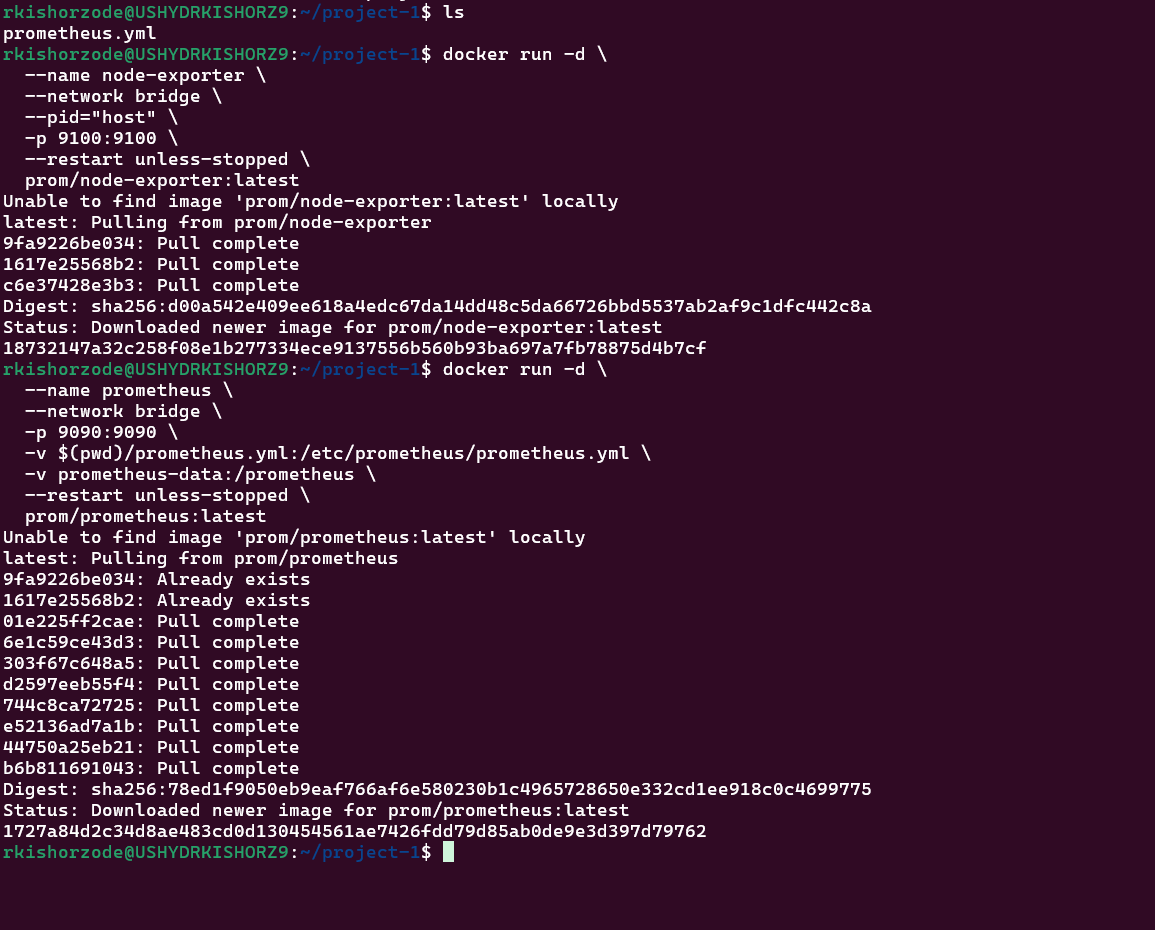 rkishorzode@USHYDRKISHORZ9:~/project-1$ ls
prometheus.yml
rkishorzode@USHYDRKISHORZ9:~/project-1$ docker run -d \
  --name node-exporter \
  --network bridge \
  --pid="host" \
  -p 9100:9100 \
  --restart unless-stopped \
  prom/node-exporter:latest
Unable to find image 'prom/node-exporter:latest' locally
latest: Pulling from prom/node-exporter
9fa9226be034: Pull complete
1617e25568b2: Pull complete
c6e37428e3b3: Pull complete
Digest: sha256:d00a542e409ee618a4edc67da14dd48c5da66726bbd5537ab2af9c1dfc442c8a
Status: Downloaded newer image for prom/node-exporter:latest
18732147a32c258f08e1b277334ece9137556b560b93ba697a7fb78875d4b7cf
rkishorzode@USHYDRKISHORZ9:~/project-1$ docker run -d \
  --name prometheus \
  --network bridge \
  -p 9090:9090 \
  -v $(pwd)/prometheus.yml:/etc/prometheus/prometheus.yml \
  -v prometheus-data:/prometheus \
  --restart unless-stopped \
  prom/prometheus:latest
Unable to find image 'prom/prometheus:latest' locally
latest: Pulling from prom/prometheus
9fa9226be034: Already exists
1617e25568b2: Already exists
01e225ff2cae: Pull complete
6e1c59ce43d3: Pull complete
303f67c648a5: Pull complete
d2597eeb55f4: Pull complete
744c8ca72725: Pull complete
e52136ad7a1b: Pull complete
44750a25eb21: Pull complete
b6b811691043: Pull complete
Digest: sha256:78ed1f9050eb9eaf766af6e580230b1c4965728650e332cd1ee918c0c4699775
Status: Downloaded newer image for prom/prometheus:latest
1727a84d2c34d8ae483cd0d130454561ae7426fdd79d85ab0de9e3d397d79762
rkishorzode@USHYDRKISHORZ9:~/project-1$